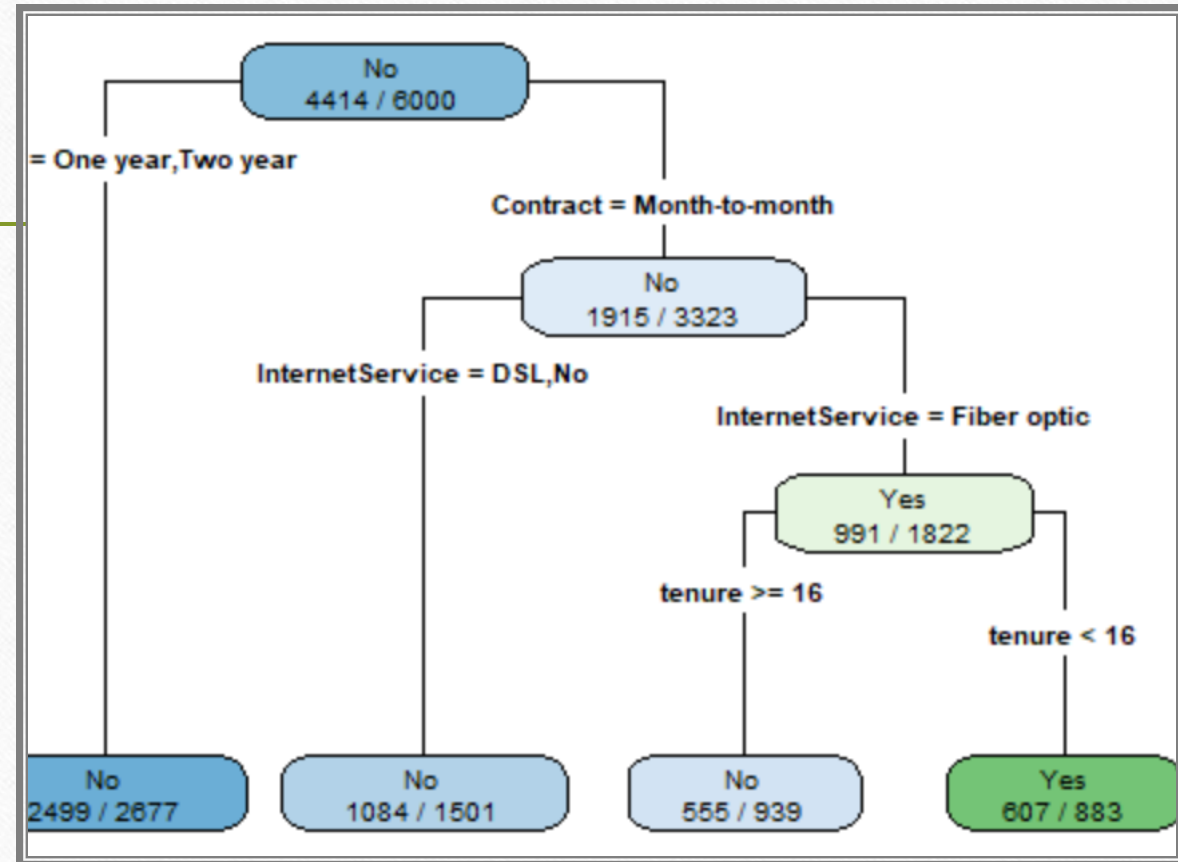 No
4414 / 6000
= One year,Two year
Contract = Month-to-month
No
1915 / 3323
InternetService = DSL,No
InternetService = Fiber optic
Yes
991 / 1822
tenure >= 16
tenure < 16
No
2499 / 2677
No
1084 / 1501
No
555 / 939
Yes
607 / 883